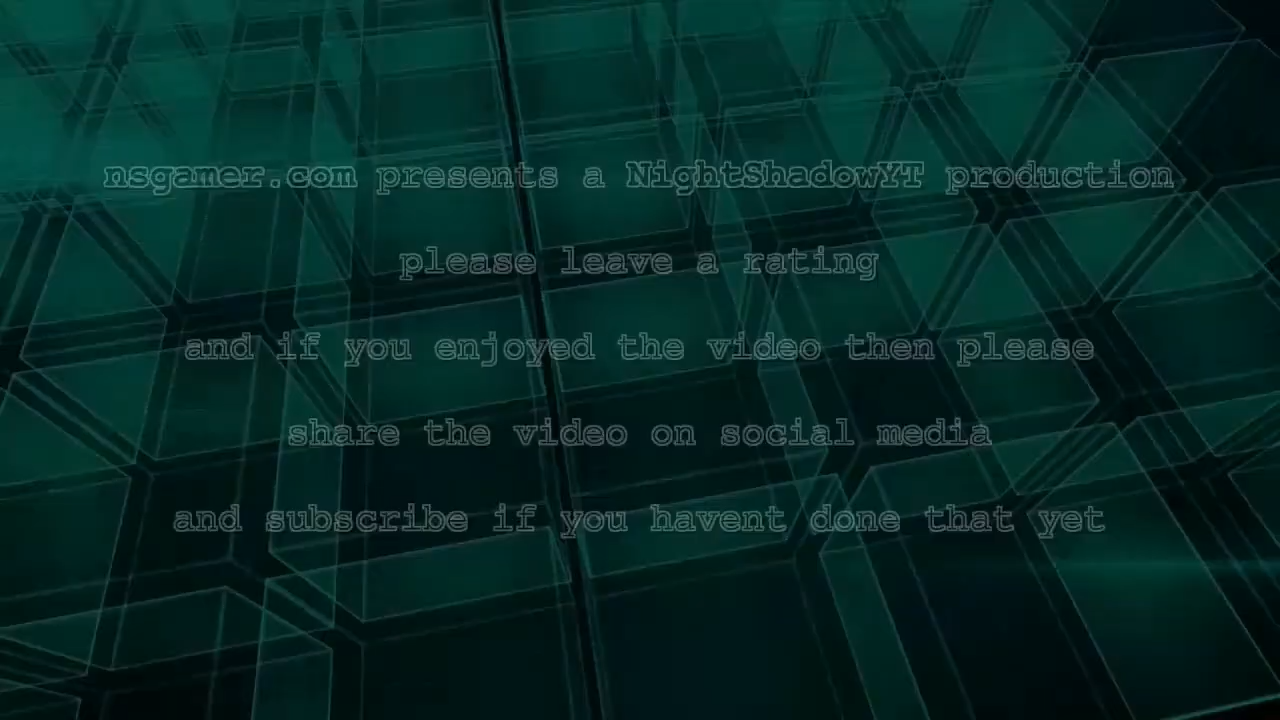 nsgamer.com presents a NightShadowYT production
please leave a rating
and if you enjoyed the video then please
share the video on social media
and subscribe if you havent done that yet